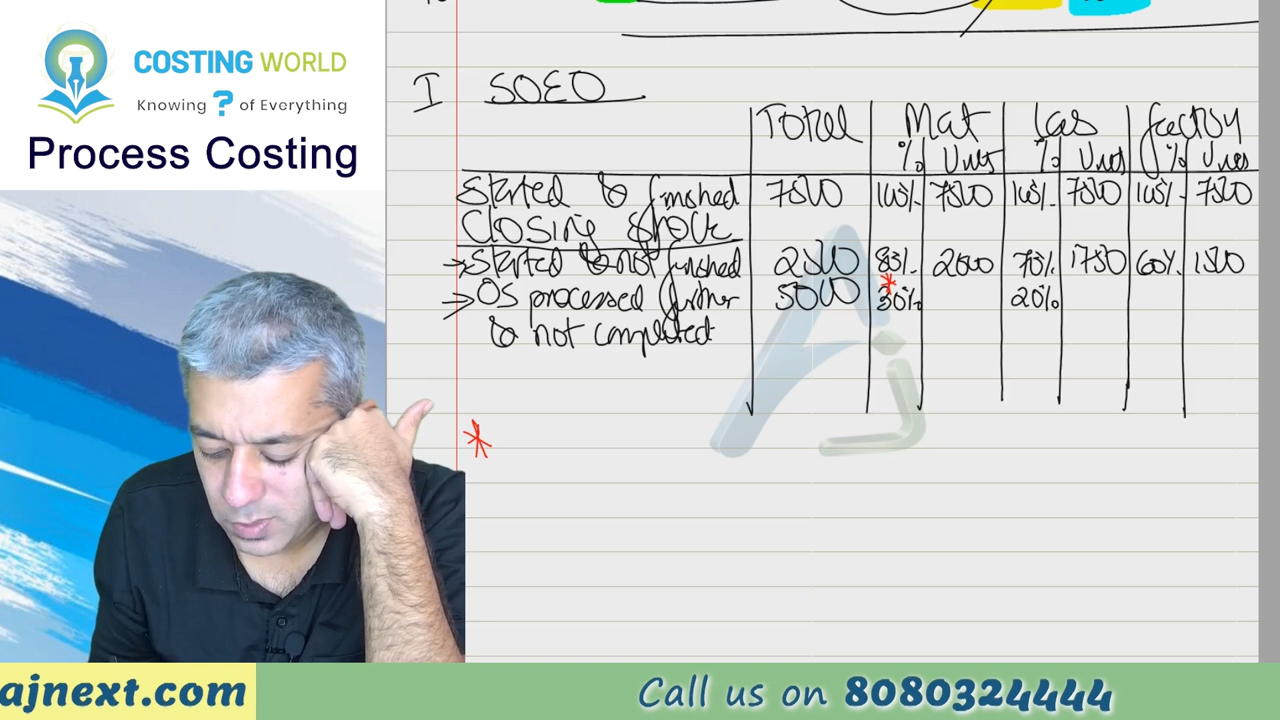 COSTING WORLD
Knowing ? of Everything
Process Costing
I SOEO
Total Mat Lab factory
% Units % Units % Units
Started & finished 7500 100% 7500 100% 7500 100% 7500
Closing Stock
→ Started & not finished 2500 80% 2000 70% 1750 60% 1500
→ OS processed further 5000 30% * 20%
& not completed
*
ajnext.com
Call us on 8080324444